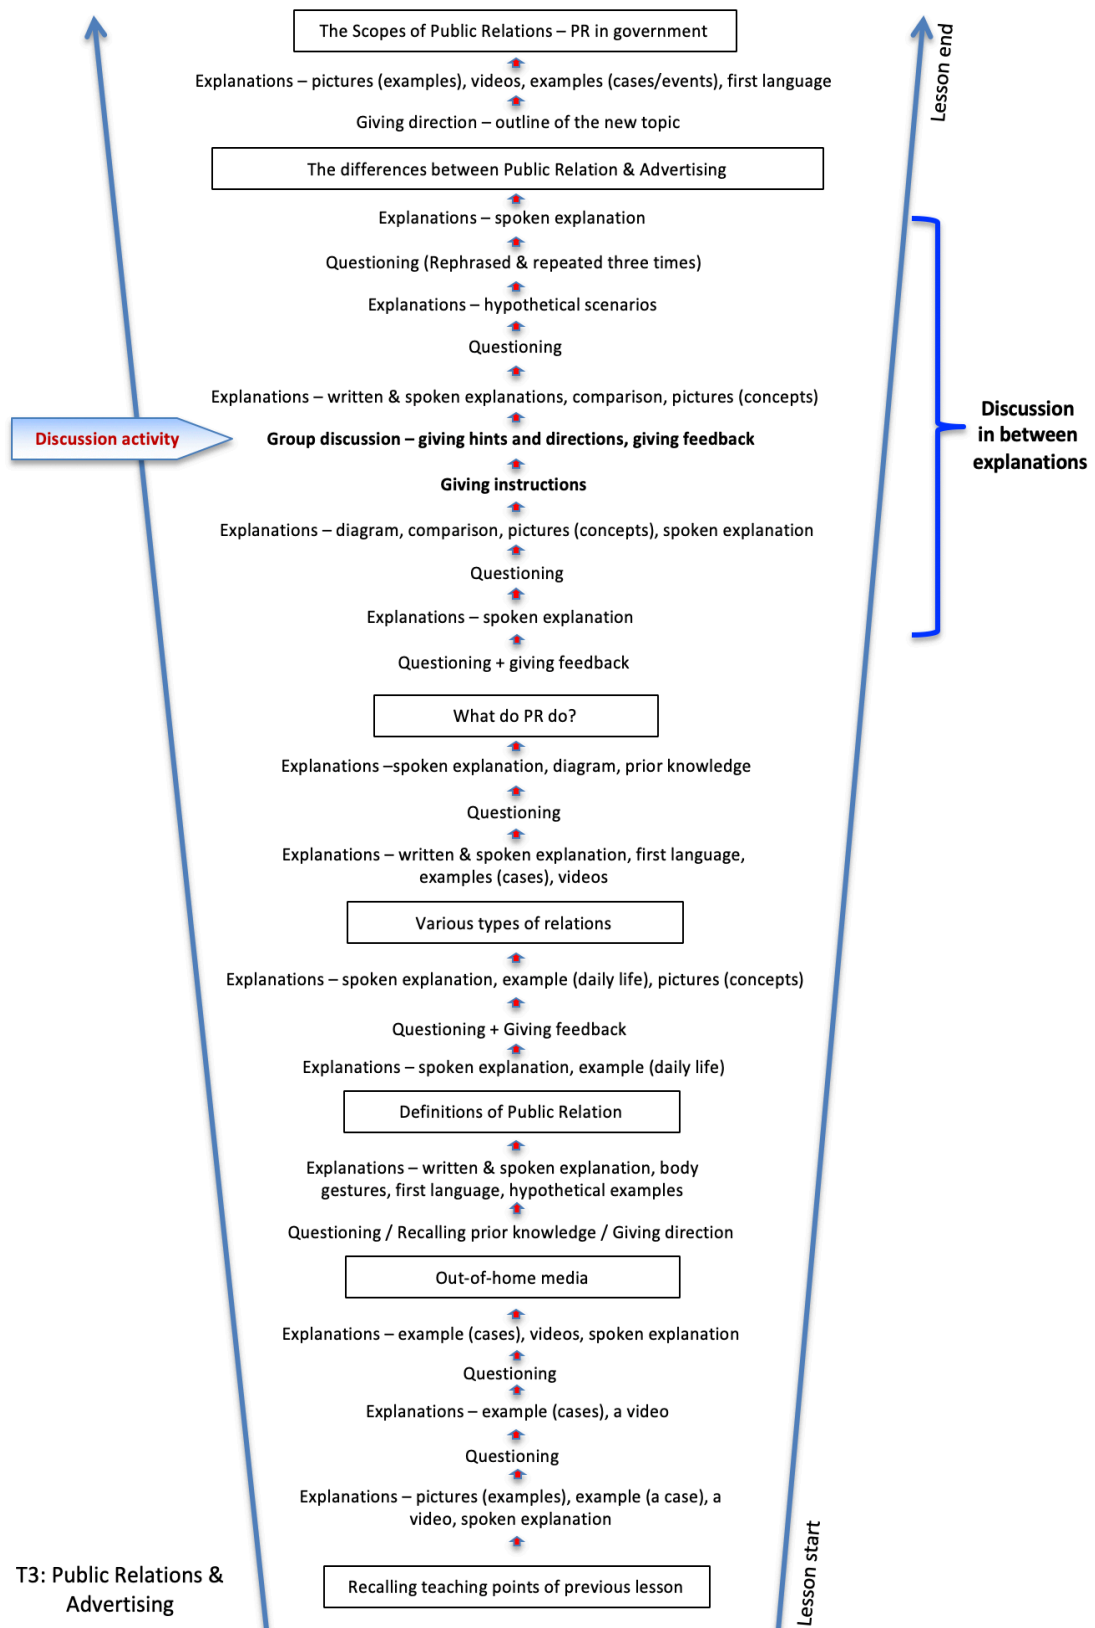 The Scopes of Public Relations – PR in government
Lesson end
Explanations – pictures (examples), videos, examples (cases/events), first language
Giving direction – outline of the new topic
The differences between Public Relation & Advertising
Explanations – spoken explanation
Questioning (Rephrased & repeated three times)
Explanations – hypothetical scenarios
Questioning
Explanations – written & spoken explanations, comparison, pictures (concepts)
Discussion activity
Group discussion – giving hints and directions, giving feedback
Discussion
in between
explanations
Giving instructions
Explanations – diagram, comparison, pictures (concepts), spoken explanation
Questioning
Explanations – spoken explanation
Questioning + giving feedback
What do PR do?
Explanations –spoken explanation, diagram, prior knowledge
Questioning
Explanations – written & spoken explanation, first language,
examples (cases), videos
Various types of relations
Explanations – spoken explanation, example (daily life), pictures (concepts)
Questioning + Giving feedback
Explanations – spoken explanation, example (daily life)
Definitions of Public Relation
Explanations – written & spoken explanation, body
gestures, first language, hypothetical examples
Questioning / Recalling prior knowledge / Giving direction
Out-of-home media
Explanations – example (cases), videos, spoken explanation
Questioning
Explanations – example (cases), a video
Questioning
Explanations – pictures (examples), example (a case), a
video, spoken explanation
Recalling teaching points of previous lesson
Lesson start
T3: Public Relations &
Advertising